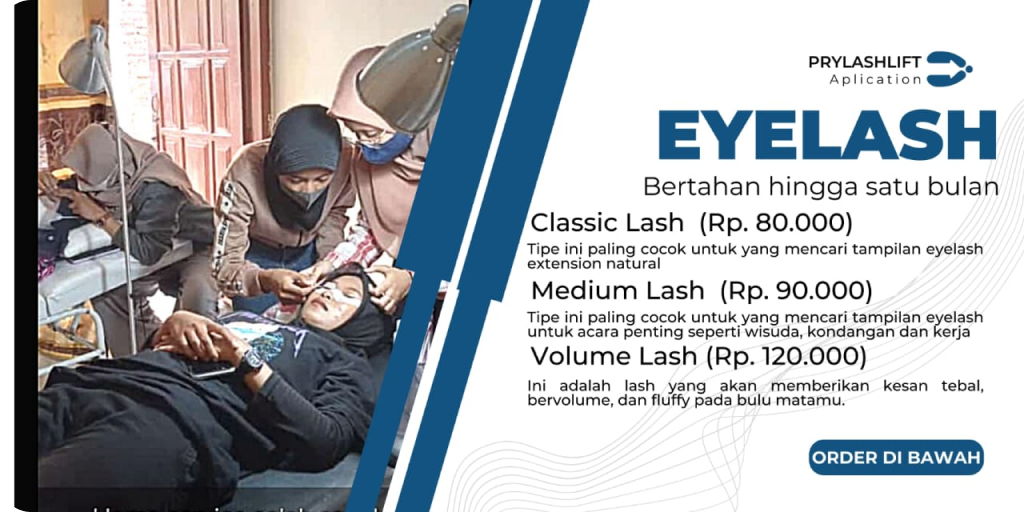 PRYLASHLIFT
Aplication
EYELASH
Bertahan hingga satu bulan
Classic Lash (Rp. 80.000)
Tipe ini paling cocok untuk yang mencari tampilan eyelash
extension natural
Medium Lash (Rp. 90.000)
Tipe ini paling cocok untuk yang mencari tampilan eyelash
untuk acara penting seperti wisuda, kondangan dan kerja
Volume Lash (Rp. 120.000)
Ini adalah lash yang akan memberikan kesan tebal,
bervolume, dan fluffy pada bulu matamu.
ORDER DI BAWAH